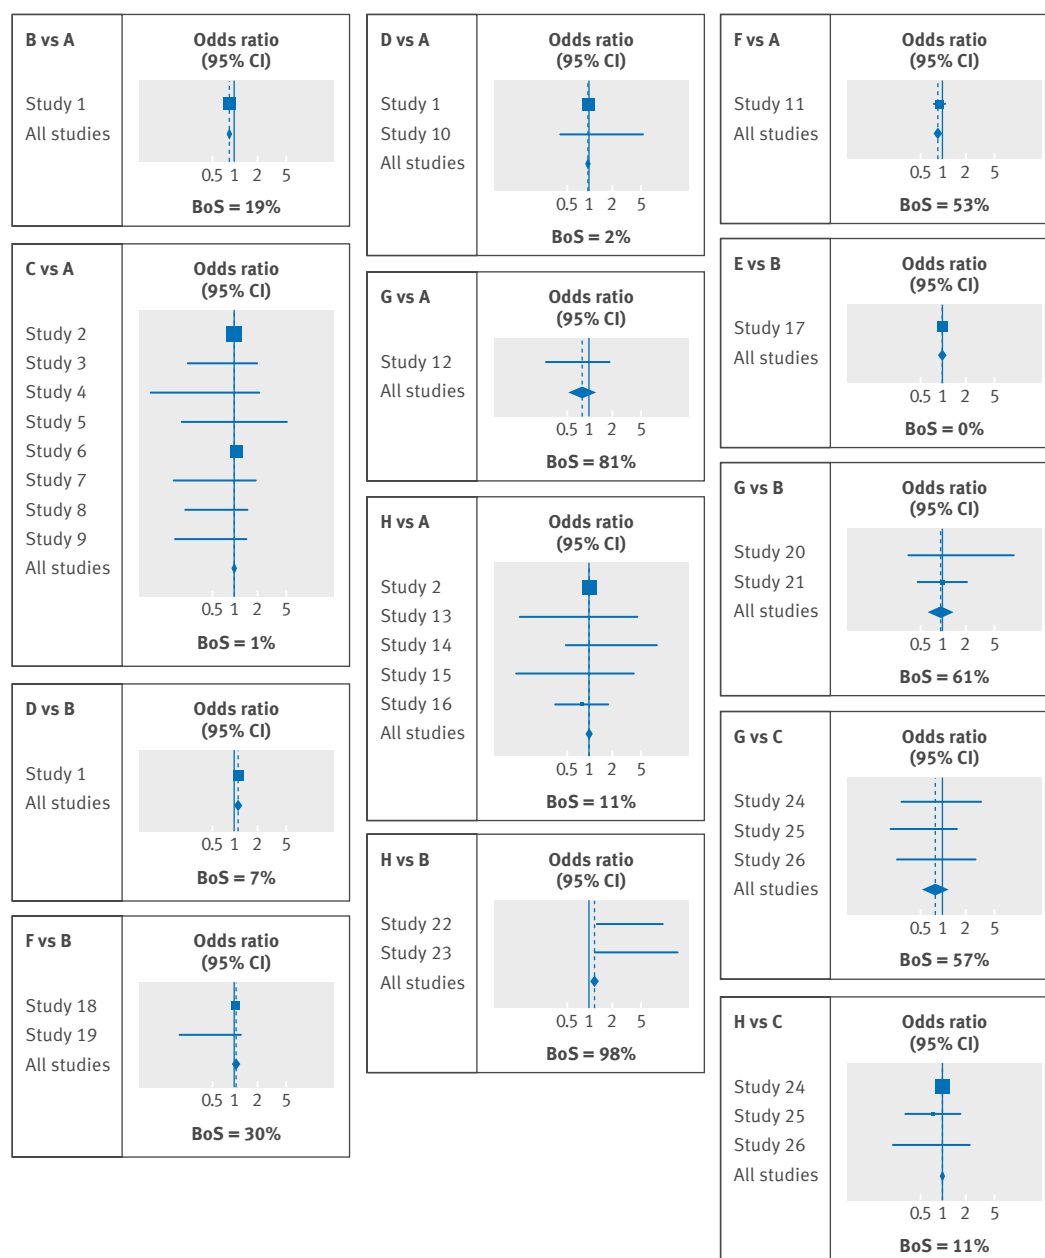 B vs A
Odds ratio
(95% CI)
Study 1
All studies
0.5 1 2 5
BoS = 19%
C vs A
Odds ratio
(95% CI)
Study 2
Study 3
Study 4
Study 5
Study 6
Study 7
Study 8
Study 9
All studies
0.5 1 2 5
BoS = 1%
D vs B
Odds ratio
(95% CI)
Study 1
All studies
0.5 1 2 5
BoS = 7%
F vs B
Odds ratio
(95% CI)
Study 18
Study 19
All studies
0.5 1 2 5
BoS = 30%
D vs A
Odds ratio
(95% CI)
Study 1
Study 10
All studies
0.5 1 2 5
BoS = 2%
G vs A
Odds ratio
(95% CI)
Study 12
All studies
0.5 1 2 5
BoS = 81%
H vs A
Odds ratio
(95% CI)
Study 2
Study 13
Study 14
Study 15
Study 16
All studies
0.5 1 2 5
BoS = 11%
H vs B
Odds ratio
(95% CI)
Study 22
Study 23
All studies
0.5 1 2 5
BoS = 98%
F vs A
Odds ratio
(95% CI)
Study 11
All studies
0.5 1 2 5
BoS = 53%
E vs B
Odds ratio
(95% CI)
Study 17
All studies
0.5 1 2 5
BoS = 0%
G vs B
Odds ratio
(95% CI)
Study 20
Study 21
All studies
0.5 1 2 5
BoS = 61%
G vs C
Odds ratio
(95% CI)
Study 24
Study 25
Study 26
All studies
0.5 1 2 5
BoS = 57%
H vs C
Odds ratio
(95% CI)
Study 24
Study 25
Study 26
All studies
0.5 1 2 5
BoS = 11%